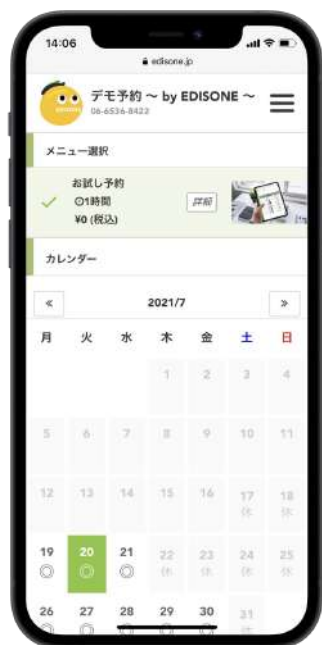 14:06
edisone.jp
デモ予約 ～ by EDISONE ～
06-6536-8422
メニュー選択
お試し予約
1時間
¥0 (税込)
詳細
カレンダー
« 2021/7 »
月 火 水 木 金 土 日
1 2 3 4
5 6 7 8 9 10 11
12 13 14 15 16 17 18
休 休
19 20 21 22 23 24 25
◎ ◎ ◎ 休 休 休 休
26 27 28 29 30 31